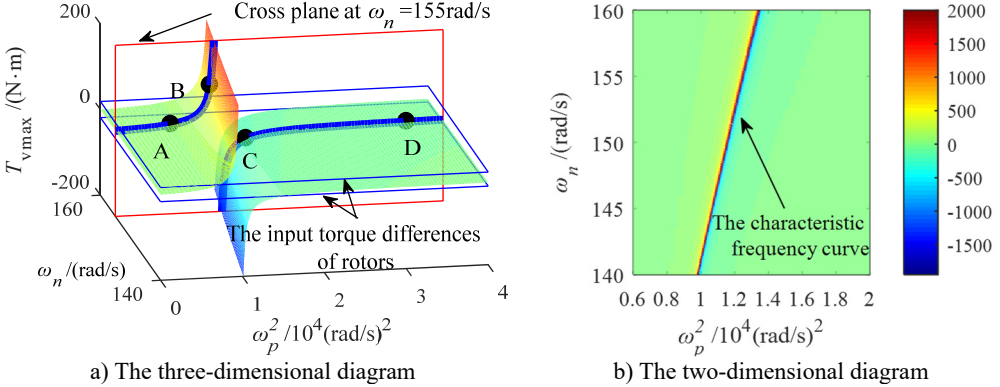 Cross plane at ωₙ =155rad/s
200
0
-200
T_vmax /(N·m)
A
B
C
D
The input torque differences
of rotors
160
140
ωₙ /(rad/s)
0
1
2
3
4
ω_p^2 /10^4(rad/s)^2
a) The three-dimensional diagram
160
155
150
145
140
ωₙ /(rad/s)
The characteristic
frequency curve
0.6 0.8 1 1.2 1.4 1.6 1.8 2
ω_p^2 /10^4(rad/s)^2
2000
1500
1000
500
0
-500
-1000
-1500
b) The two-dimensional diagram